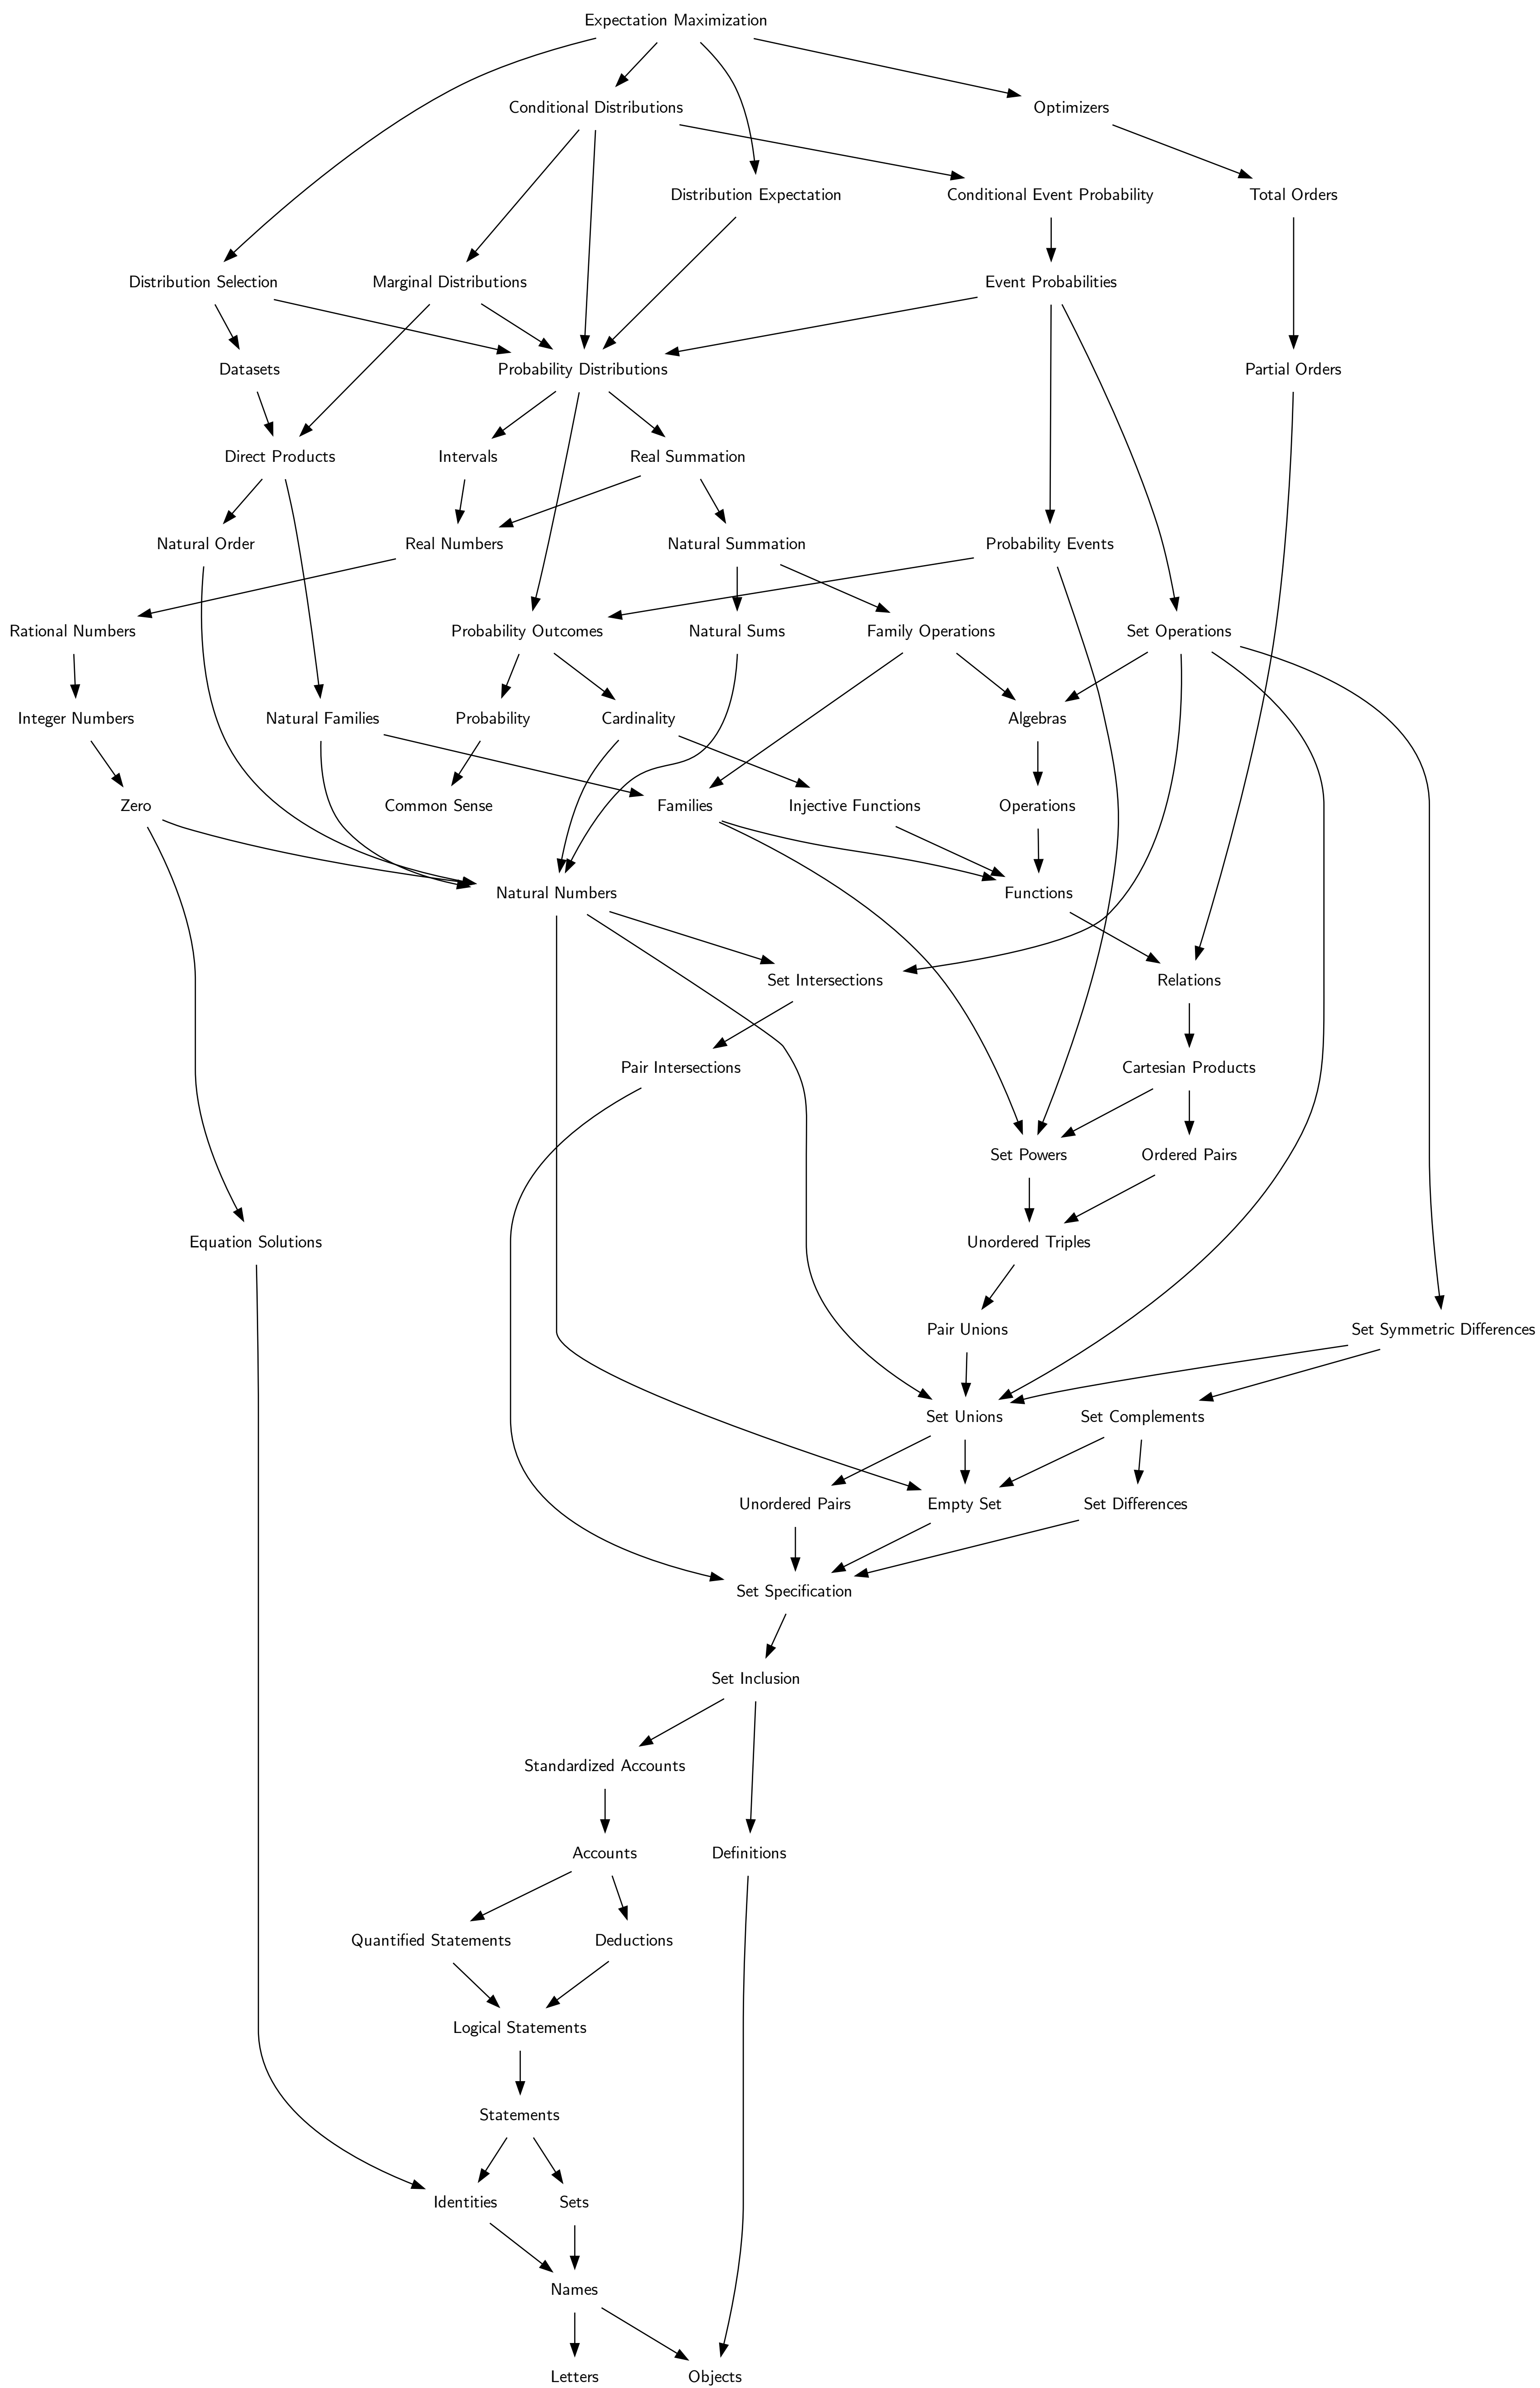 Expectation Maximization
Conditional Distributions
Optimizers
Distribution Expectation
Conditional Event Probability
Total Orders
Distribution Selection
Marginal Distributions
Event Probabilities
Datasets
Probability Distributions
Partial Orders
Direct Products
Intervals
Real Summation
Natural Order
Real Numbers
Natural Summation
Probability Events
Rational Numbers
Probability Outcomes
Natural Sums
Family Operations
Set Operations
Integer Numbers
Natural Families
Probability
Cardinality
Algebras
Zero
Common Sense
Families
Injective Functions
Operations
Natural Numbers
Functions
Set Intersections
Relations
Pair Intersections
Cartesian Products
Set Powers
Ordered Pairs
Equation Solutions
Unordered Triples
Pair Unions
Set Symmetric Differences
Set Unions
Set Complements
Unordered Pairs
Empty Set
Set Differences
Set Specification
Set Inclusion
Standardized Accounts
Accounts
Definitions
Quantified Statements
Deductions
Logical Statements
Statements
Identities
Sets
Names
Letters
Objects